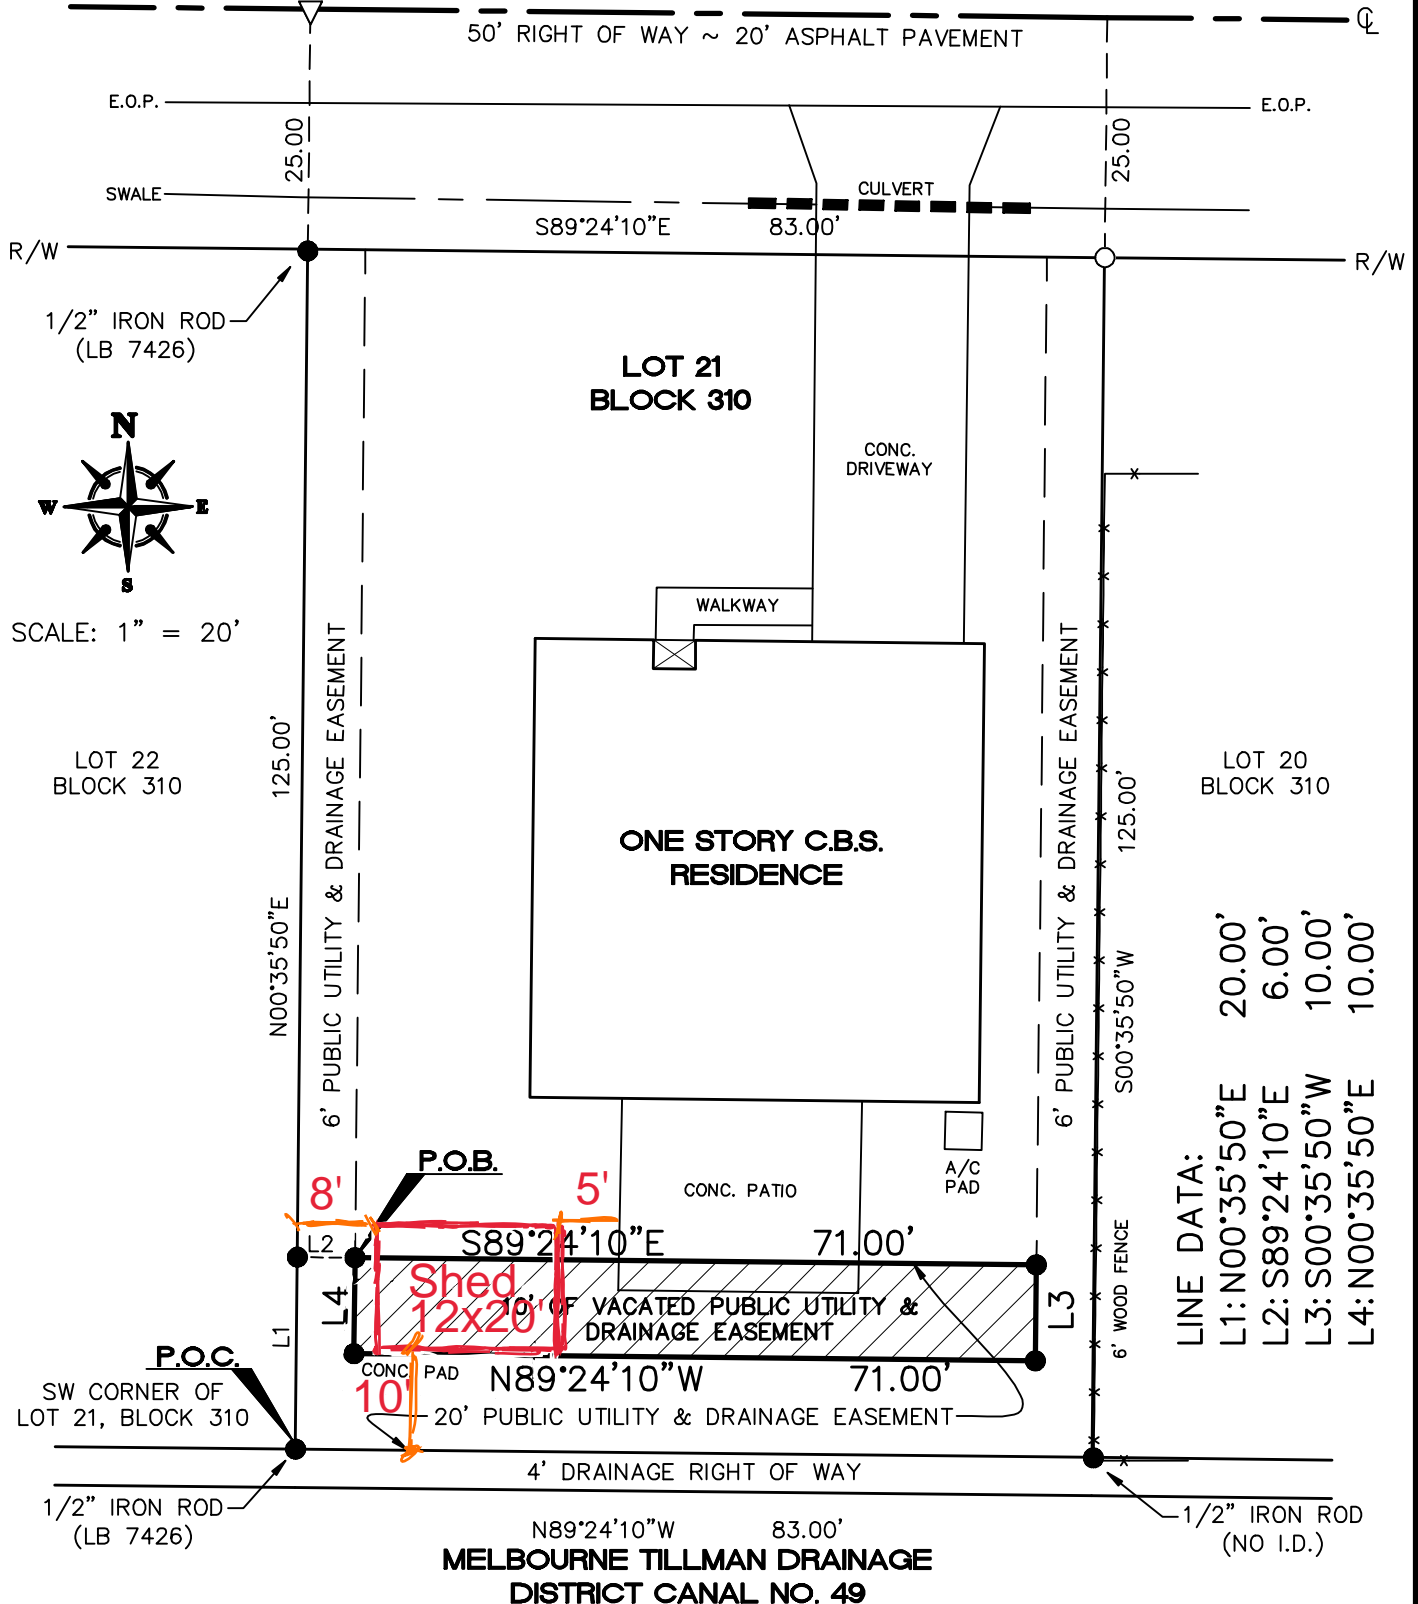 ℄
50' RIGHT OF WAY ~ 20' ASPHALT PAVEMENT
E.O.P.
E.O.P.
25.00
25.00
SWALE
CULVERT
S89°24'10"E 83.00'
R/W
R/W
1/2" IRON ROD
(LB 7426)
LOT 21
BLOCK 310
N
W
E
S
CONC.
DRIVEWAY
SCALE: 1" = 20'
WALKWAY
6' PUBLIC UTILITY & DRAINAGE EASEMENT
6' PUBLIC UTILITY & DRAINAGE EASEMENT
N00°35'50"E 125.00'
S00°35'50"W 125.00'
LOT 22
BLOCK 310
LOT 20
BLOCK 310
ONE STORY C.B.S.
RESIDENCE
LINE DATA:
L1: N00°35'50"E 20.00'
L2: S89°24'10"E 6.00'
L3: S00°35'50"W 10.00'
L4: N00°35'50"E 10.00'
P.O.B.
A/C
PAD
8'
5'
CONC. PATIO
L2
S89°24'10"E 71.00'
6' WOOD FENCE
L4
L3
L1
Shed
12x20'
10' OF VACATED PUBLIC UTILITY &
DRAINAGE EASEMENT
P.O.C.
SW CORNER OF
LOT 21, BLOCK 310
CONC PAD
N89°24'10"W 71.00'
10'
20' PUBLIC UTILITY & DRAINAGE EASEMENT
4' DRAINAGE RIGHT OF WAY
1/2" IRON ROD
(LB 7426)
1/2" IRON ROD
(NO I.D.)
N89°24'10"W 83.00'
MELBOURNE TILLMAN DRAINAGE
DISTRICT CANAL NO. 49